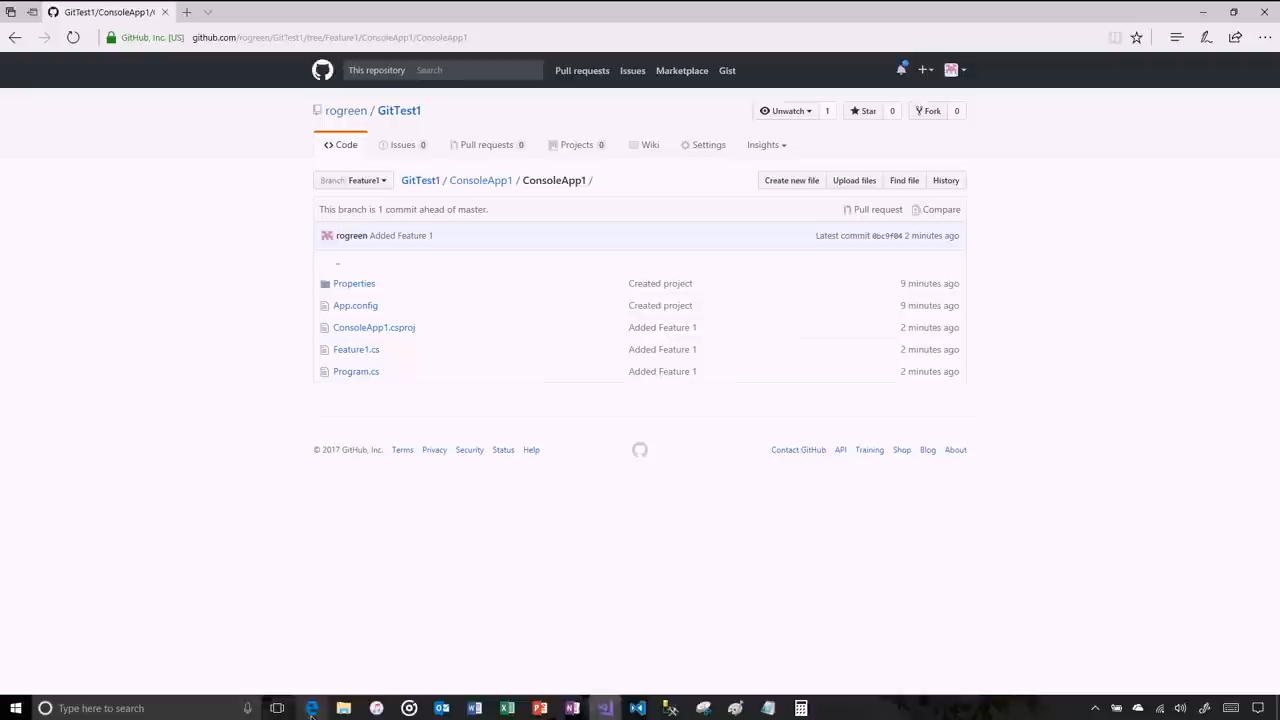 GitTest1/ConsoleApp1/C
GitHub, Inc. [US] github.com/rogreen/GitTest1/tree/Feature1/ConsoleApp1/ConsoleApp1
This repository Search Pull requests Issues Marketplace Gist
rogreen / GitTest1 Unwatch 1 Star 0 Fork 0
Code Issues 0 Pull requests 0 Projects 0 Wiki Settings Insights
Branch: Feature1 GitTest1 / ConsoleApp1 / ConsoleApp1 / Create new file Upload files Find file History
This branch is 1 commit ahead of master. Pull request Compare
rogreen Added Feature 1 Latest commit 0bc9f04 2 minutes ago
..
Properties Created project 9 minutes ago
App.config Created project 9 minutes ago
ConsoleApp1.csproj Added Feature 1 2 minutes ago
Feature1.cs Added Feature 1 2 minutes ago
Program.cs Added Feature 1 2 minutes ago
© 2017 GitHub, Inc. Terms Privacy Security Status Help Contact GitHub API Training Shop Blog About
Type here to search